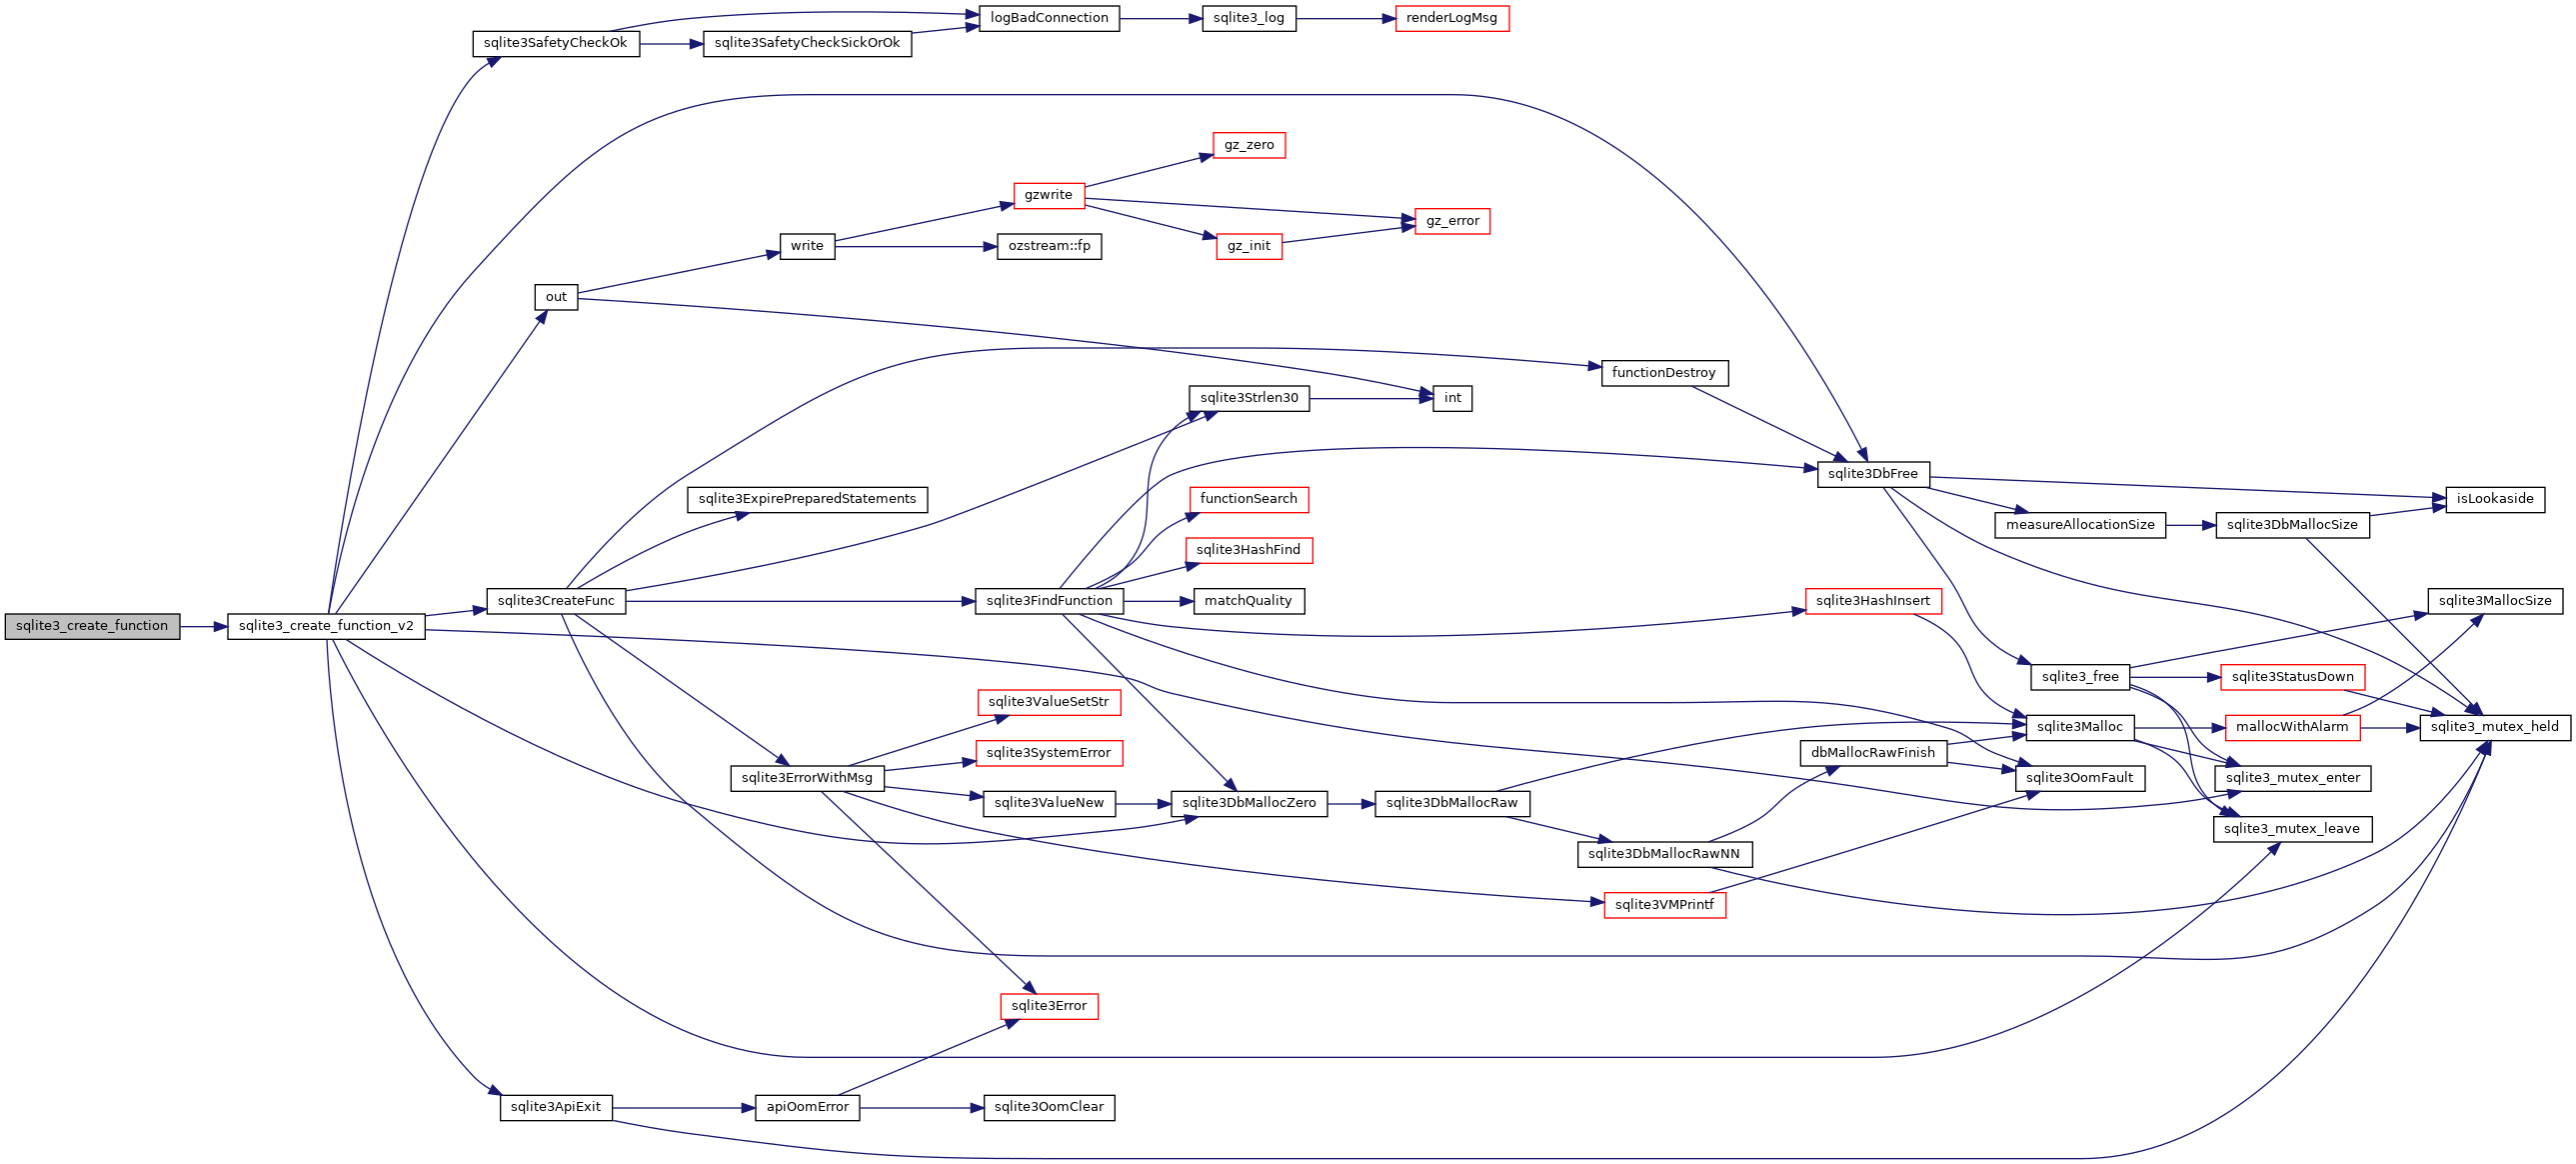 logBadConnection
sqlite3_log
renderLogMsg
sqlite3SafetyCheckOk
sqlite3SafetyCheckSickOrOk
gz_zero
gzwrite
gz_error
write
ozstream::fp
gz_init
out
functionDestroy
sqlite3Strlen30
int
sqlite3DbFree
sqlite3ExpirePreparedStatements
functionSearch
isLookaside
measureAllocationSize
sqlite3DbMallocSize
sqlite3HashFind
sqlite3CreateFunc
sqlite3FindFunction
matchQuality
sqlite3HashInsert
sqlite3MallocSize
sqlite3_create_function
sqlite3_create_function_v2
sqlite3_free
sqlite3StatusDown
sqlite3ValueSetStr
sqlite3Malloc
mallocWithAlarm
sqlite3_mutex_held
sqlite3SystemError
dbMallocRawFinish
sqlite3ErrorWithMsg
sqlite3OomFault
sqlite3_mutex_enter
sqlite3ValueNew
sqlite3DbMallocZero
sqlite3DbMallocRaw
sqlite3_mutex_leave
sqlite3DbMallocRawNN
sqlite3VMPrintf
sqlite3Error
sqlite3ApiExit
apiOomError
sqlite3OomClear